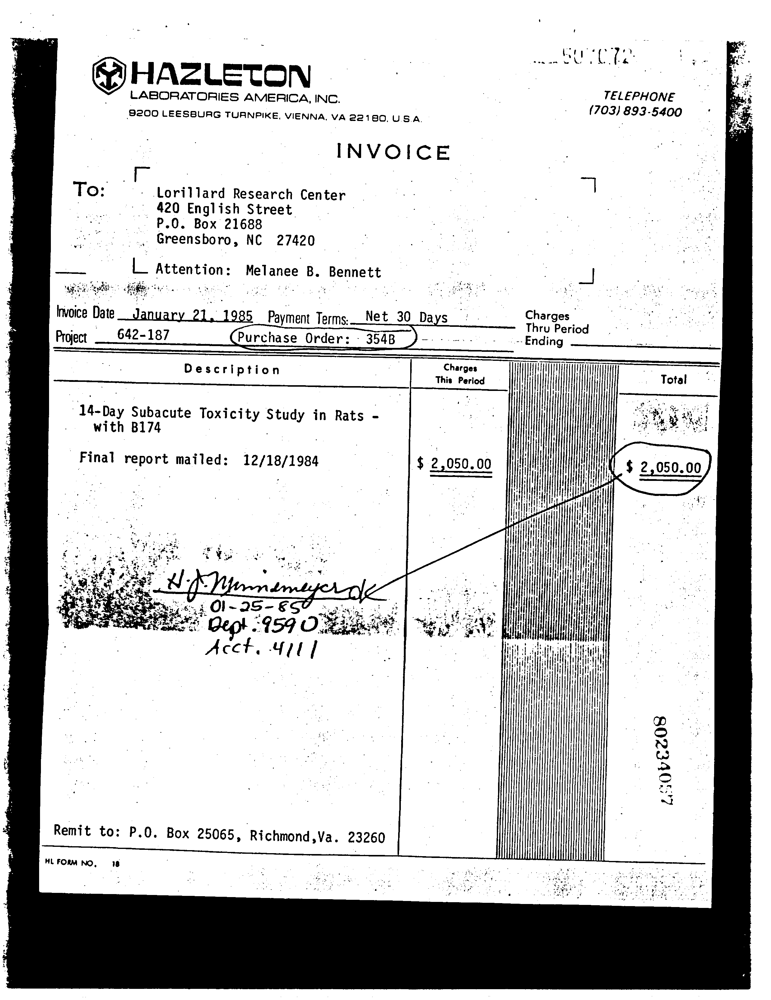 HAZLETON
LABORATORIES AMERICA, INC.
9200 LEESBURG TURNPIKE, VIENNA, VA 22180, U.S.A.
TELEPHONE
(703) 893-5400
INVOICE
To:
Lorillard Research Center
420 English Street
P.O. Box 21688
Greensboro, NC 27420
Attention: Melanee B. Bennett
Invoice Date January 21, 1985 Payment Terms: Net 30 Days
Charges
Thru Period
Ending
Project 642-187 Purchase Order: 354B
Description
Charges
This Period
Total
14-Day Subacute Toxicity Study in Rats -
with B174
Final report mailed: 12/18/1984 $ 2,050.00 $ 2,050.00
H. J. Minnemeyer OK
01-25-85
Dept. 9590
Acct. 4111
Remit to: P.O. Box 25065, Richmond,Va. 23260
HL FORM NO. 18